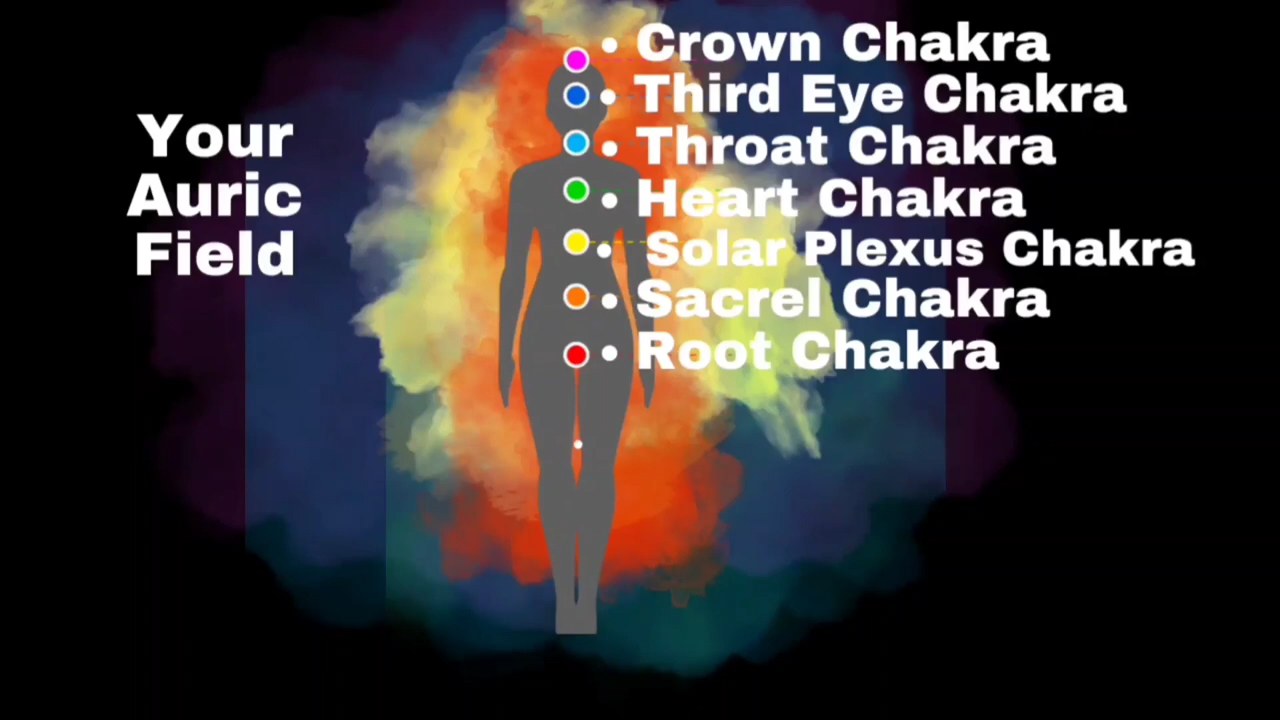 Your
Auric
Field
• Crown Chakra
• Third Eye Chakra
• Throat Chakra
• Heart Chakra
• Solar Plexus Chakra
• Sacrel Chakra
• Root Chakra